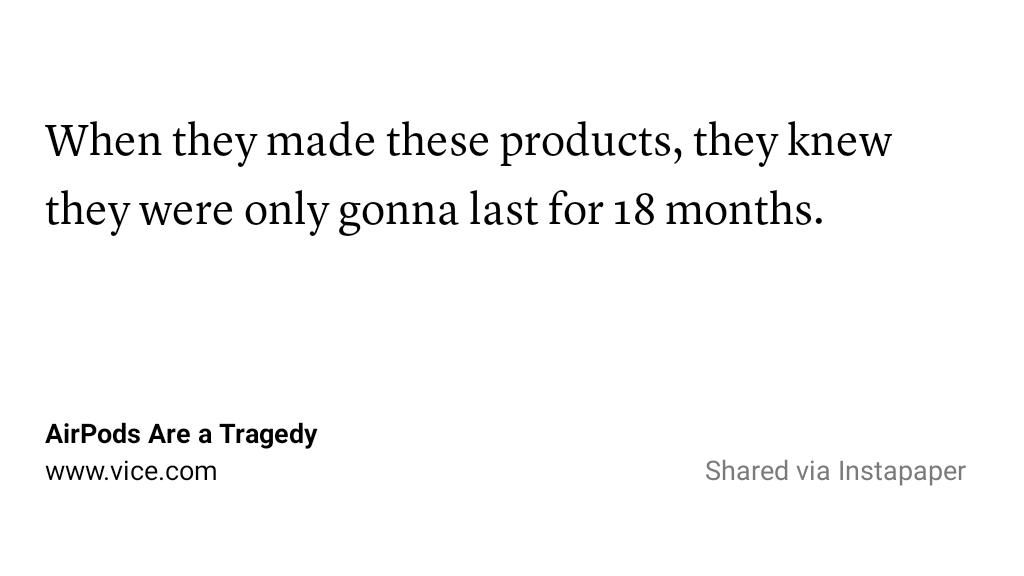 When they made these products, they knew
they were only gonna last for 18 months.
AirPods Are a Tragedy
www.vice.com
Shared via Instapaper